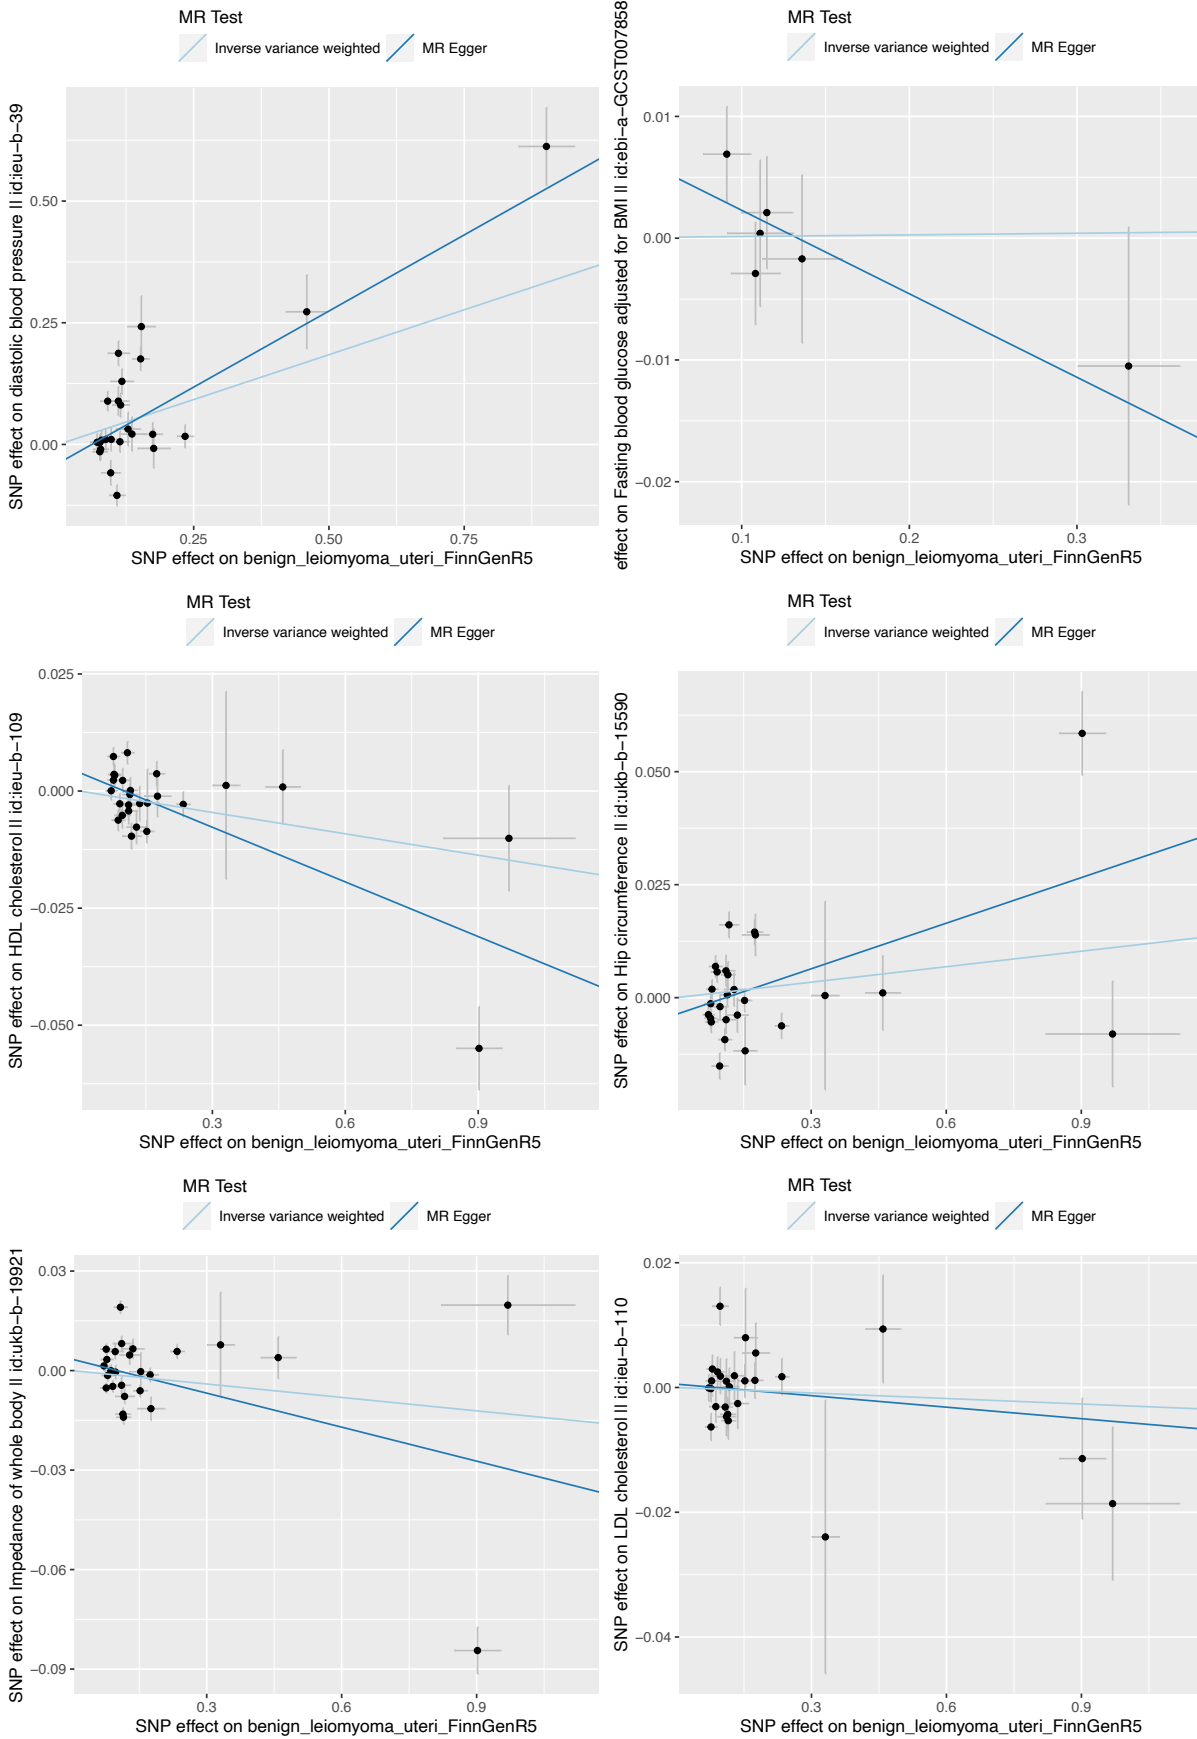 MR Test
Inverse variance weighted
MR Egger
SNP effect on diastolic blood pressure || id:ieu-b-39
0.50
0.25
0.00
0.25
0.50
0.75
SNP effect on benign_leiomyoma_uteri_FinnGenR5
MR Test
Inverse variance weighted
MR Egger
effect on Fasting blood glucose adjusted for BMI || id:ebi-a-GCST007858
0.01
0.00
−0.01
−0.02
0.1
0.2
0.3
SNP effect on benign_leiomyoma_uteri_FinnGenR5
MR Test
Inverse variance weighted
MR Egger
SNP effect on HDL cholesterol || id:ieu-b-109
0.025
0.000
−0.025
−0.050
0.3
0.6
0.9
SNP effect on benign_leiomyoma_uteri_FinnGenR5
MR Test
Inverse variance weighted
MR Egger
SNP effect on Hip circumference || id:ukb-b-15590
0.050
0.025
0.000
0.3
0.6
0.9
SNP effect on benign_leiomyoma_uteri_FinnGenR5
MR Test
Inverse variance weighted
MR Egger
SNP effect on Impedance of whole body || id:ukb-b-19921
0.03
0.00
−0.03
−0.06
−0.09
0.3
0.6
0.9
SNP effect on benign_leiomyoma_uteri_FinnGenR5
MR Test
Inverse variance weighted
MR Egger
SNP effect on LDL cholesterol || id:ieu-b-110
0.02
0.00
−0.02
−0.04
0.3
0.6
0.9
SNP effect on benign_leiomyoma_uteri_FinnGenR5